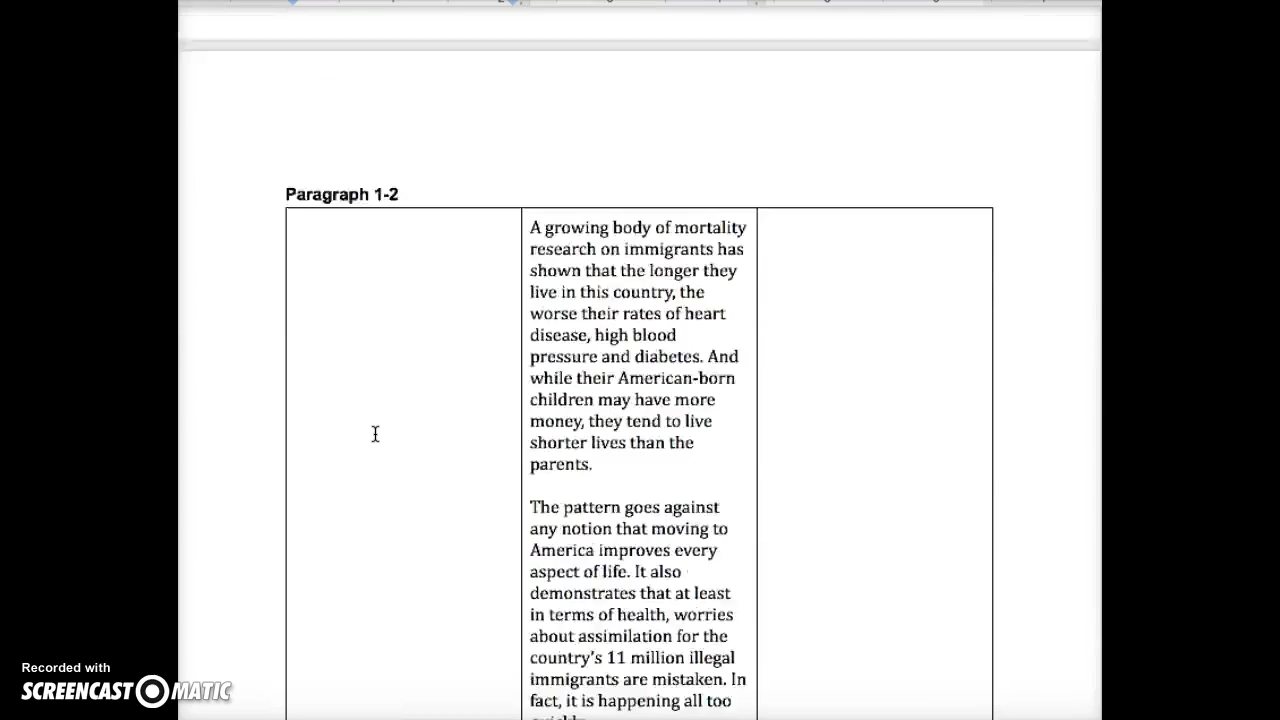 Paragraph 1-2
A growing body of mortality
research on immigrants has
shown that the longer they
live in this country, the
worse their rates of heart
disease, high blood
pressure and diabetes. And
while their American-born
children may have more
money, they tend to live
shorter lives than the
parents.
The pattern goes against
any notion that moving to
America improves every
aspect of life. It also
demonstrates that at least
in terms of health, worries
about assimilation for the
country's 11 million illegal
immigrants are mistaken. In
fact, it is happening all too
Recorded with
SCREENCAST MATIC